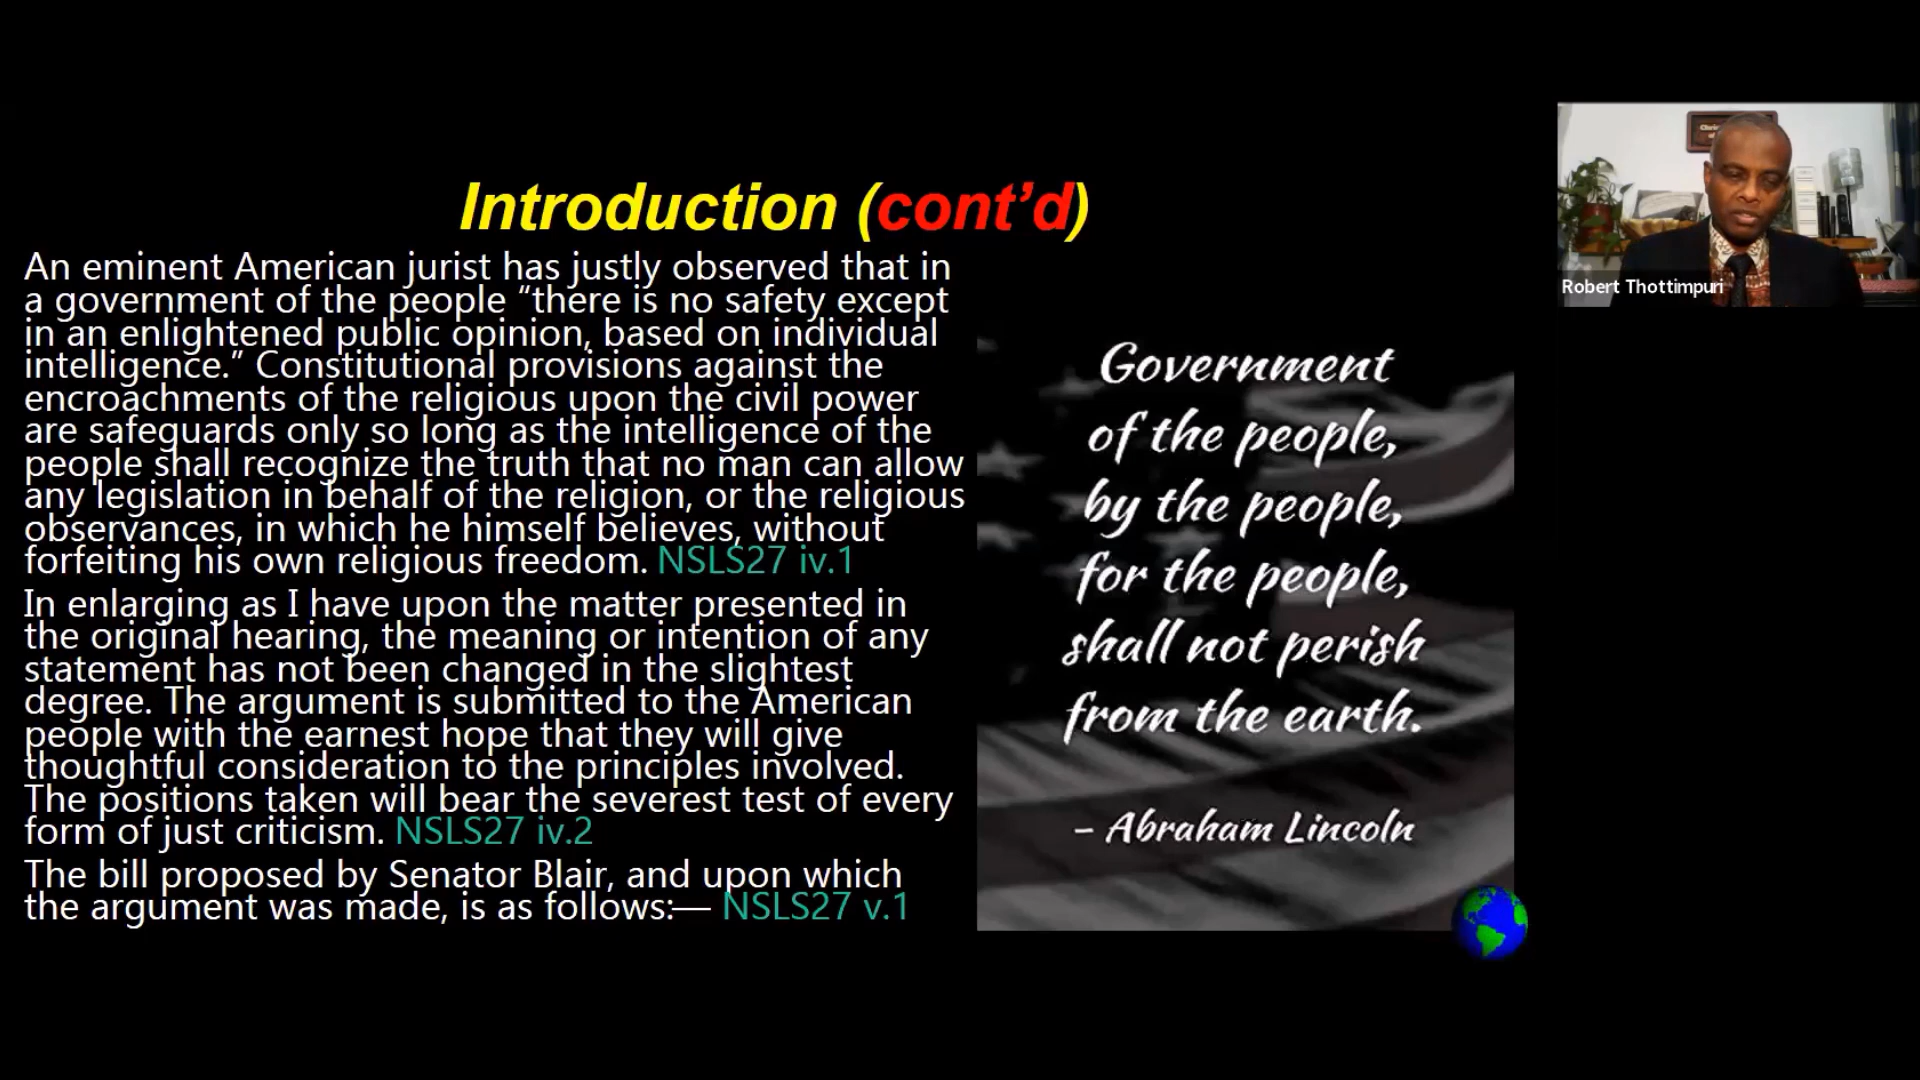 Introduction (cont’d)
An eminent American jurist has justly observed that in
a government of the people “there is no safety except
in an enlightened public opinion, based on individual
intelligence.” Constitutional provisions against the
encroachments of the religious upon the civil power
are safeguards only so long as the intelligence of the
people shall recognize the truth that no man can allow
any legislation in behalf of the religion, or the religious
observances, in which he himself believes, without
forfeiting his own religious freedom. NSLS27 iv.1
In enlarging as I have upon the matter presented in
the original hearing, the meaning or intention of any
statement has not been changed in the slightest
degree. The argument is submitted to the American
people with the earnest hope that they will give
thoughtful consideration to the principles involved.
The positions taken will bear the severest test of every
form of just criticism. NSLS27 iv.2
The bill proposed by Senator Blair, and upon which
the argument was made, is as follows:— NSLS27 v.1
Government
of the people,
by the people,
for the people,
shall not perish
from the earth.
– Abraham Lincoln
Robert Thottimpuri